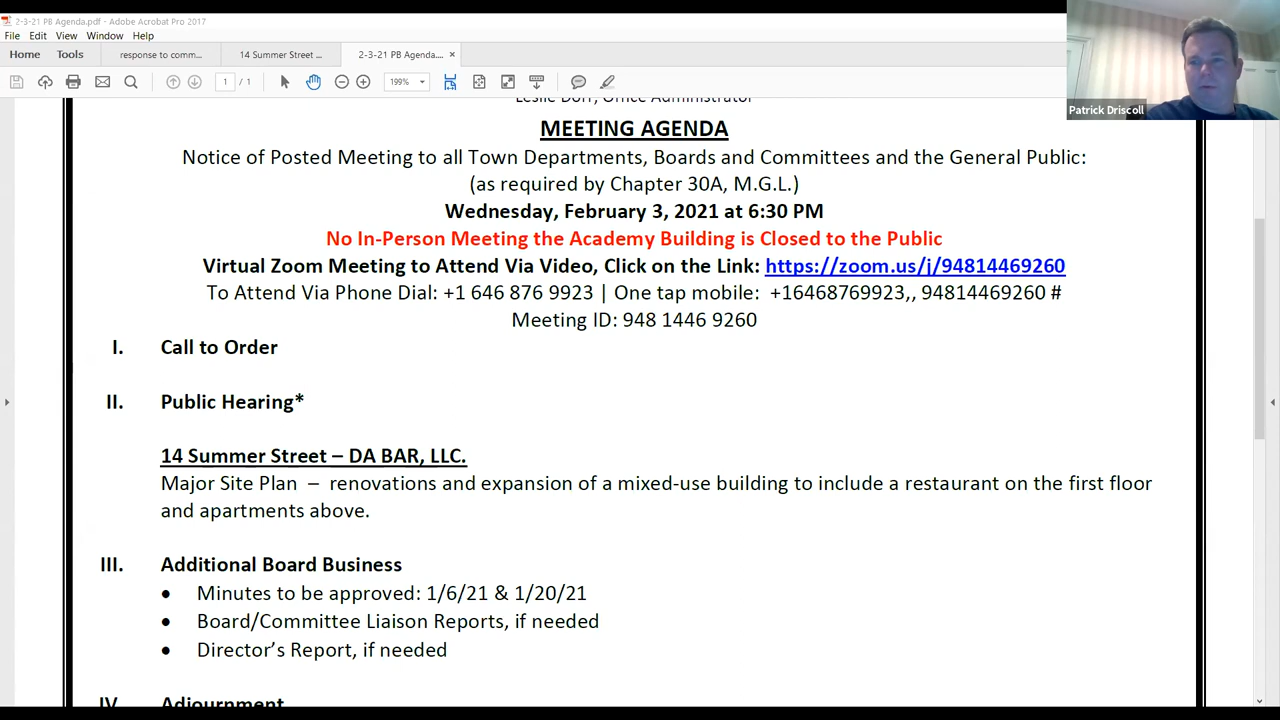 2-3-21 PB Agenda.pdf - Adobe Acrobat Pro 2017
File Edit View Window Help
Home Tools response to comm... 14 Summer Street ... 2-3-21 PB Agenda.... ×
1 / 1 199%
Patrick Driscoll
Leslie Dorr, Office Administrator
MEETING AGENDA
Notice of Posted Meeting to all Town Departments, Boards and Committees and the General Public:
(as required by Chapter 30A, M.G.L.)
Wednesday, February 3, 2021 at 6:30 PM
No In-Person Meeting the Academy Building is Closed to the Public
Virtual Zoom Meeting to Attend Via Video, Click on the Link: https://zoom.us/j/94814469260
To Attend Via Phone Dial: +1 646 876 9923 | One tap mobile: +16468769923,, 94814469260 #
Meeting ID: 948 1446 9260
I. Call to Order
II. Public Hearing*
14 Summer Street – DA BAR, LLC.
Major Site Plan – renovations and expansion of a mixed-use building to include a restaurant on the first floor
and apartments above.
III. Additional Board Business
• Minutes to be approved: 1/6/21 & 1/20/21
• Board/Committee Liaison Reports, if needed
• Director's Report, if needed
IV. Adjournment